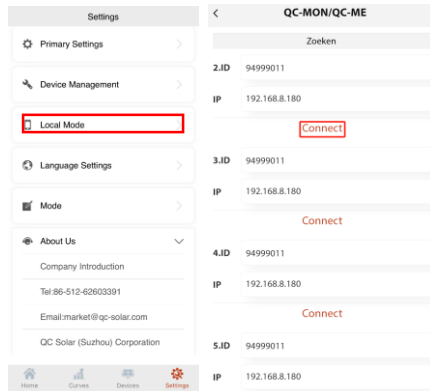 Settings
Primary Settings
Device Management
Local Mode
Language Settings
Mode
About Us
Company Introduction
Tel:86-512-62603391
Email:market@qc-solar.com
QC Solar (Suzhou) Corporation
Home Curves Devices Settings
QC-MON/QC-ME
Zoeken
2.ID 94999011
IP 192.168.8.180
Connect
3.ID 94999011
IP 192.168.8.180
Connect
4.ID 94999011
IP 192.168.8.180
Connect
5.ID 94999011
IP 192.168.8.180